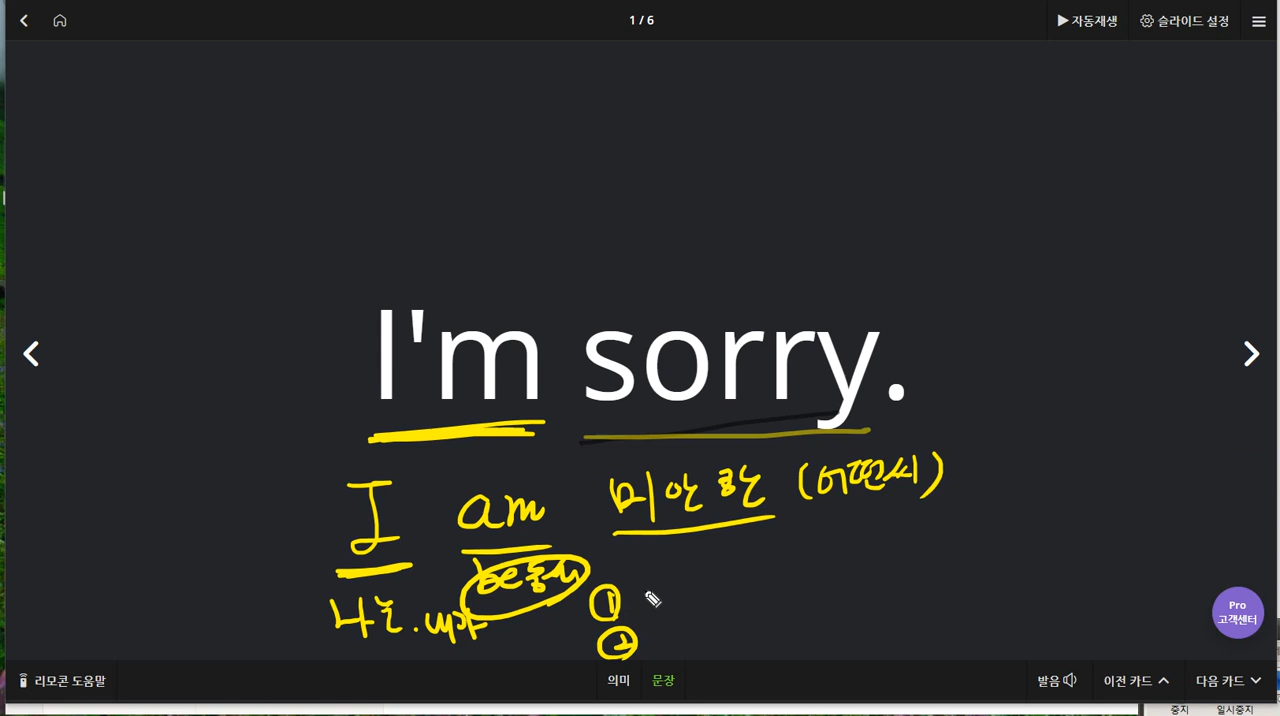 1 / 6
자동재생
슬라이드 설정
I'm sorry.
I am 미안한 (어떤씨)
be동사
나는. 내가
①
②
Pro
고객센터
리모콘 도움말
의미
문장
발음
이전 카드
다음 카드
중지
일시중지